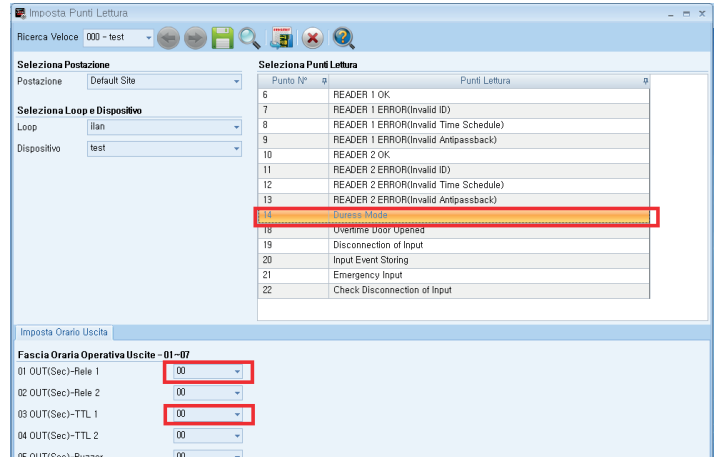 Imposta Punti Lettura
Ricerca Veloce 000 - test
Seleziona Postazione
Postazione Default Site
Seleziona Loop e Dispositivo
Loop ilan
Dispositivo test
Seleziona Punti Lettura
Punto N° Punti Lettura
6 READER 1 OK
7 READER 1 ERROR(Invalid ID)
8 READER 1 ERROR(Invalid Time Schedule)
9 READER 1 ERROR(Invalid Antipassback)
10 READER 2 OK
11 READER 2 ERROR(Invalid ID)
12 READER 2 ERROR(Invalid Time Schedule)
13 READER 2 ERROR(Invalid Antipassback)
14 Duress Mode
18 Overtime Door Opened
19 Disconnection of Input
20 Input Event Storing
21 Emergency Input
22 Check Disconnection of Input
Imposta Orario Uscita
Fascia Oraria Operativa Uscite - 01~07
01 OUT(Sec)-Rele 1 00
02 OUT(Sec)-Rele 2 00
03 OUT(Sec)-TTL 1 00
04 OUT(Sec)-TTL 2 00
05 OUT(Sec)-Buzzer 00